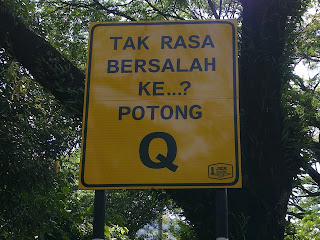 TAK RASA
BERSALAH
KE...?
POTONG
Q